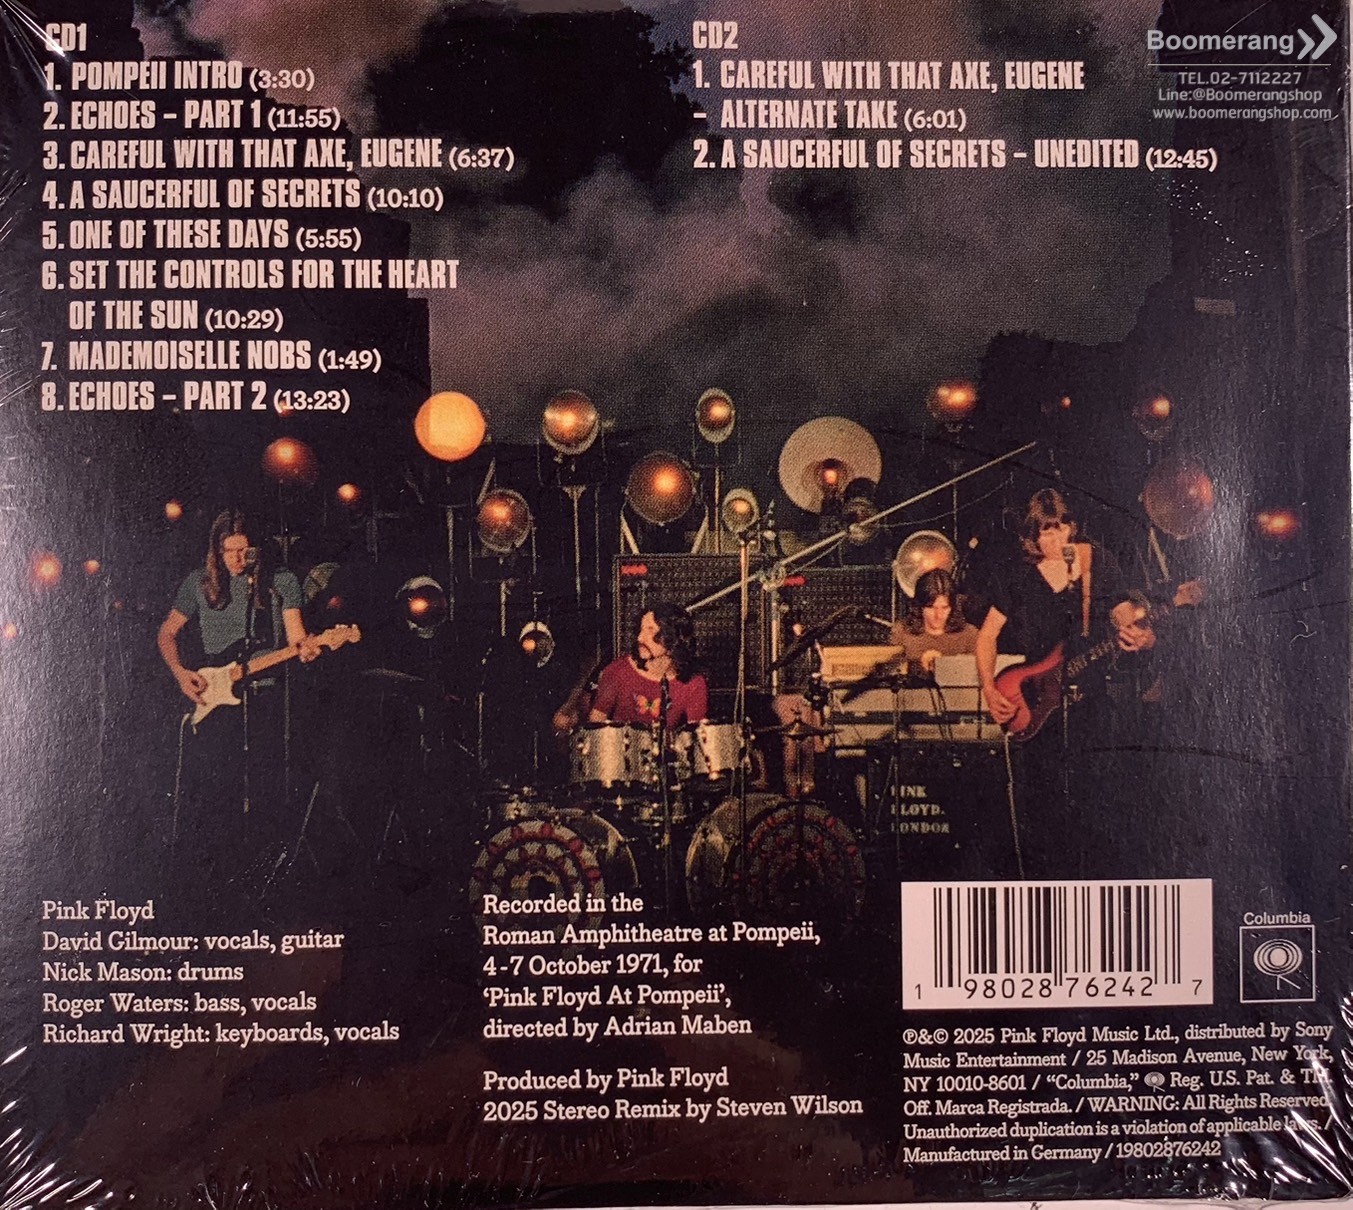 CD1
1. POMPEII INTRO (3:30)
2. ECHOES – PART 1 (11:55)
3. CAREFUL WITH THAT AXE, EUGENE (6:37)
4. A SAUCERFUL OF SECRETS (10:10)
5. ONE OF THESE DAYS (5:55)
6. SET THE CONTROLS FOR THE HEART
OF THE SUN (10:29)
7. MADEMOISELLE NOBS (1:49)
8. ECHOES – PART 2 (13:23)
CD2
1. CAREFUL WITH THAT AXE, EUGENE
– ALTERNATE TAKE (6:01)
2. A SAUCERFUL OF SECRETS – UNEDITED (12:45)
Boomerang
TEL.02-7112227
Line:@Boomerangshop
www.boomerangshop.com
PINK
FLOYD.
LONDON
Pink Floyd
David Gilmour: vocals, guitar
Nick Mason: drums
Roger Waters: bass, vocals
Richard Wright: keyboards, vocals
Recorded in the
Roman Amphitheatre at Pompeii,
4-7 October 1971, for
‘Pink Floyd At Pompeii’,
directed by Adrian Maben
Produced by Pink Floyd
2025 Stereo Remix by Steven Wilson
1 98028 76242 7
Columbia
℗&© 2025 Pink Floyd Music Ltd., distributed by Sony
Music Entertainment / 25 Madison Avenue, New York,
NY 10010-8601 / “Columbia,” Reg. U.S. Pat. & TM.
Off. Marca Registrada. / WARNING: All Rights Reserved.
Unauthorized duplication is a violation of applicable laws. /
Manufactured in Germany / 19802876242